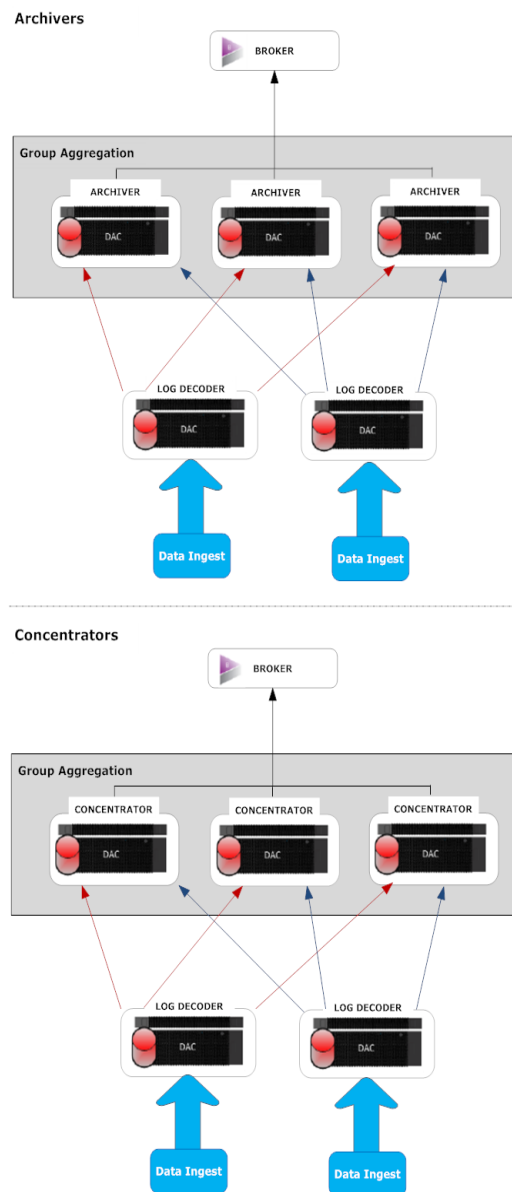 Archivers
BROKER
Group Aggregation
ARCHIVER
ARCHIVER
ARCHIVER
DAC
DAC
DAC
LOG DECODER
LOG DECODER
DAC
DAC
Data Ingest
Data Ingest
Concentrators
BROKER
Group Aggregation
CONCENTRATOR
CONCENTRATOR
CONCENTRATOR
DAC
DAC
DAC
LOG DECODER
LOG DECODER
DAC
DAC
Data Ingest
Data Ingest